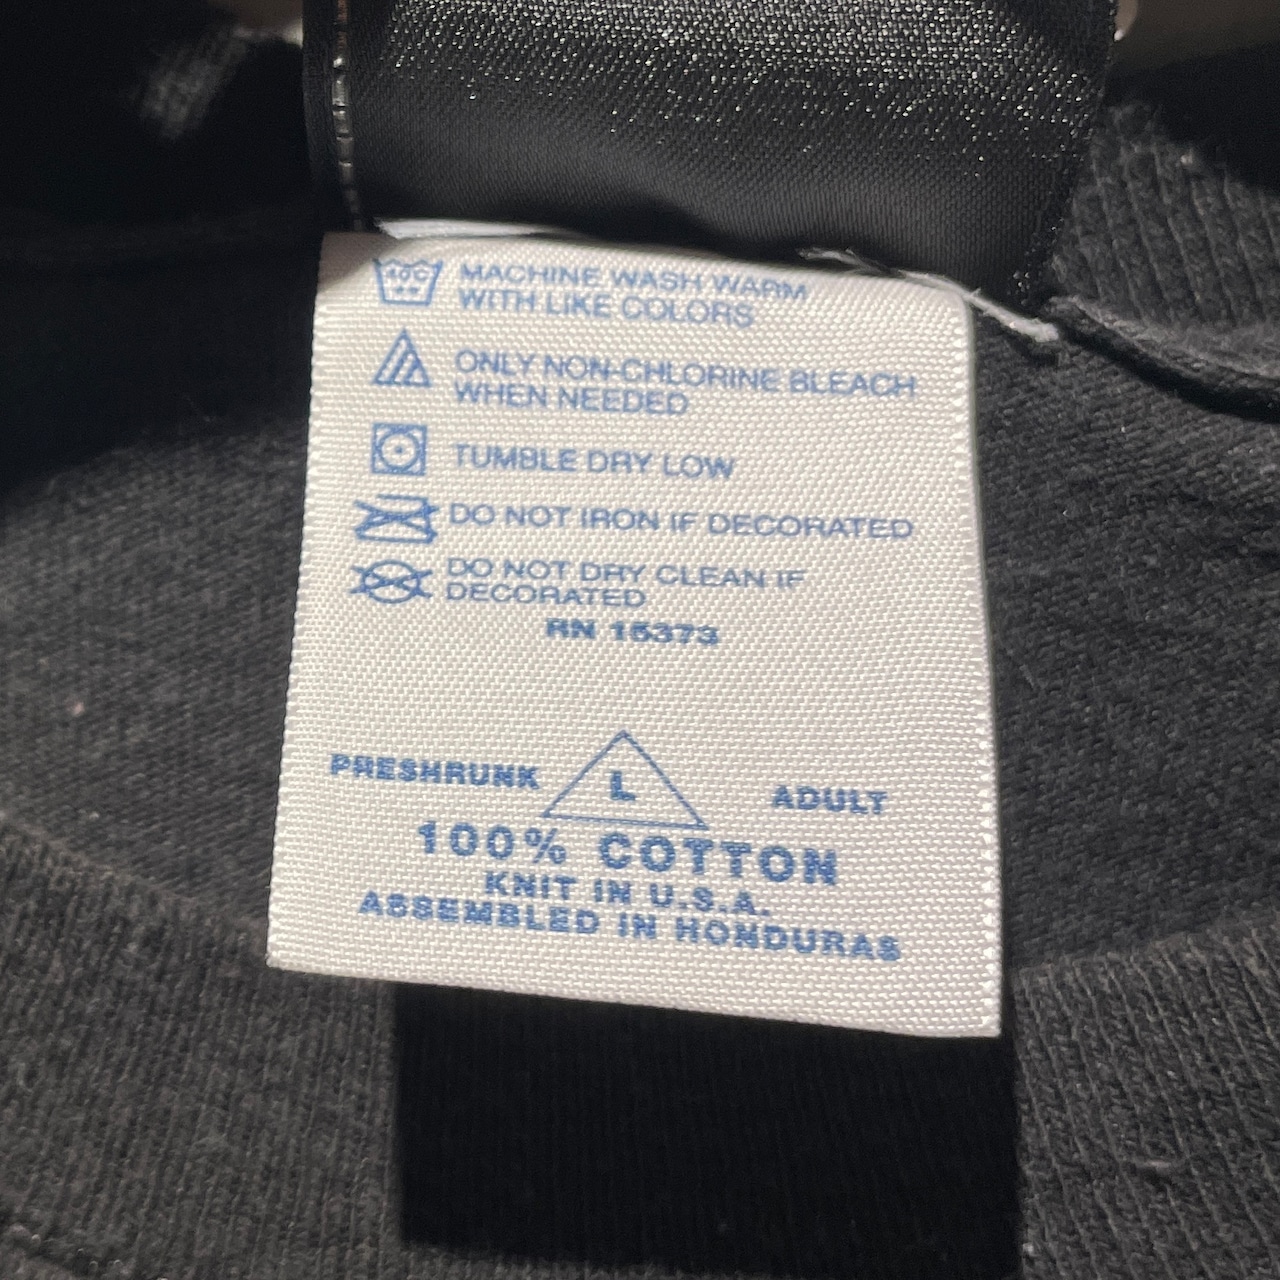 40C
MACHINE WASH WARM
WITH LIKE COLORS
ONLY NON-CHLORINE BLEACH
WHEN NEEDED
TUMBLE DRY LOW
DO NOT IRON IF DECORATED
DO NOT DRY CLEAN IF
DECORATED
RN 15373
PRESHRUNK L ADULT
100% COTTON
KNIT IN U.S.A.
ASSEMBLED IN HONDURAS